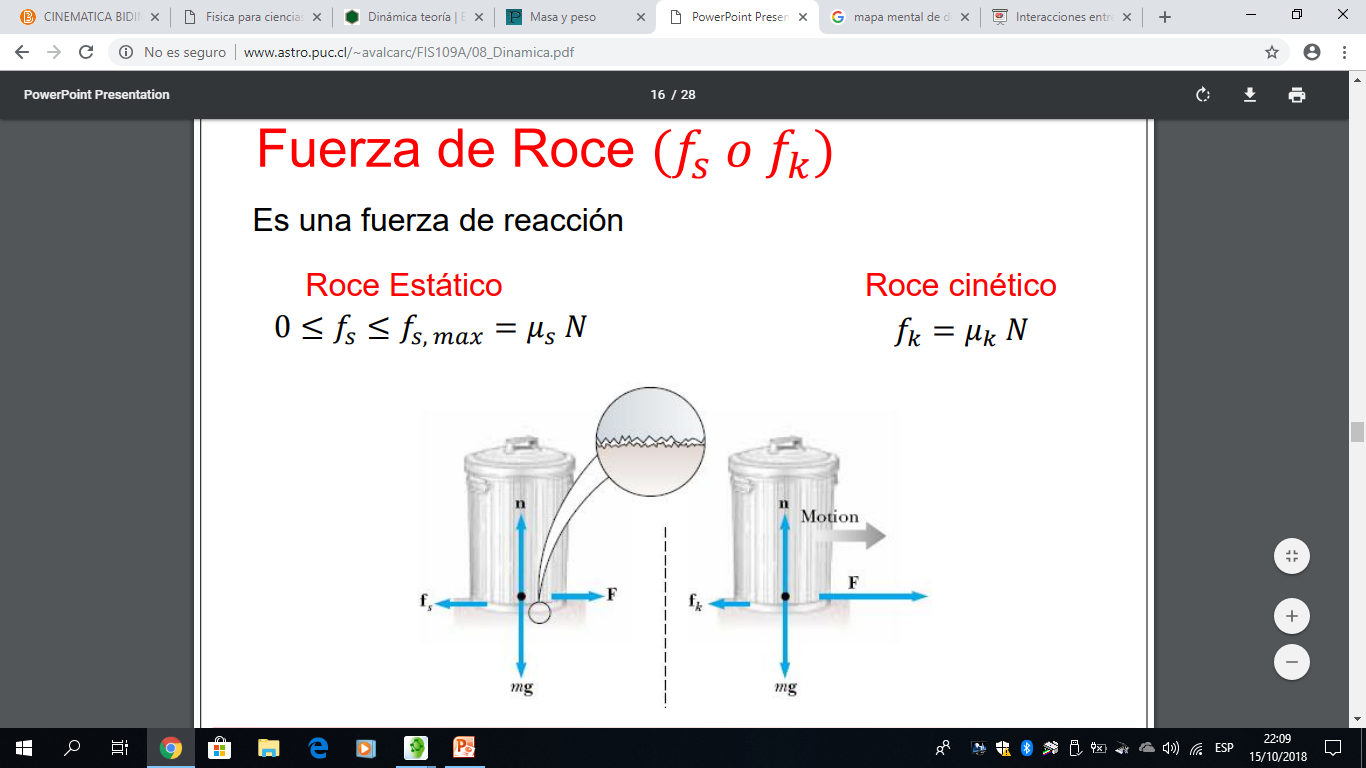 CINEMATICA BIDI
Fisica para ciencia
Dinámica teoría | E
Masa y peso
PowerPoint Presen
mapa mental de d
Interacciones entr
No es seguro | www.astro.puc.cl/~avalcarc/FIS109A/08_Dinamica.pdf
PowerPoint Presentation
16 / 28
Fuerza de Roce (fₛ o fₖ)
Es una fuerza de reacción
Roce Estático
Roce cinético
0 ≤ fₛ ≤ fₛ, ₘₐₓ = μₛ N
fₖ = μₖ N
n
n
Motion
fₛ
F
fₖ
F
mg
mg
ESP
22:09
15/10/2018